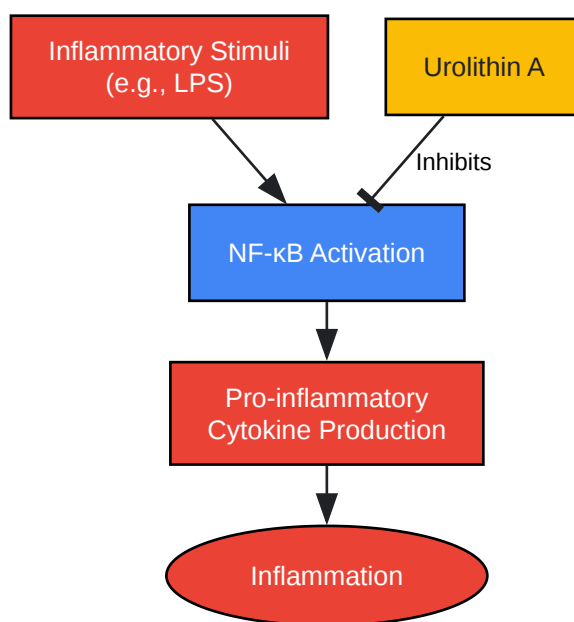 Inflammatory Stimuli
(e.g., LPS)
Urolithin A
Inhibits
NF-κB Activation
Pro-inflammatory
Cytokine Production
Inflammation